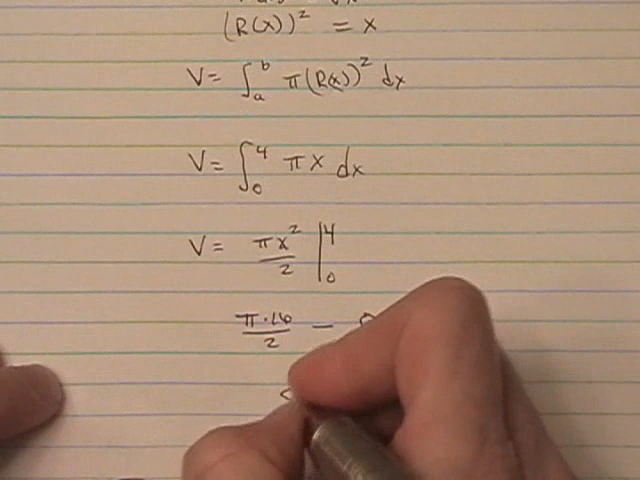 (R(x))² = x
V = ∫ₐᵇ π(R(x))² dx
V = ∫₀⁴ πx dx
V = πx²/2 |₀⁴
π·16/2 − 0